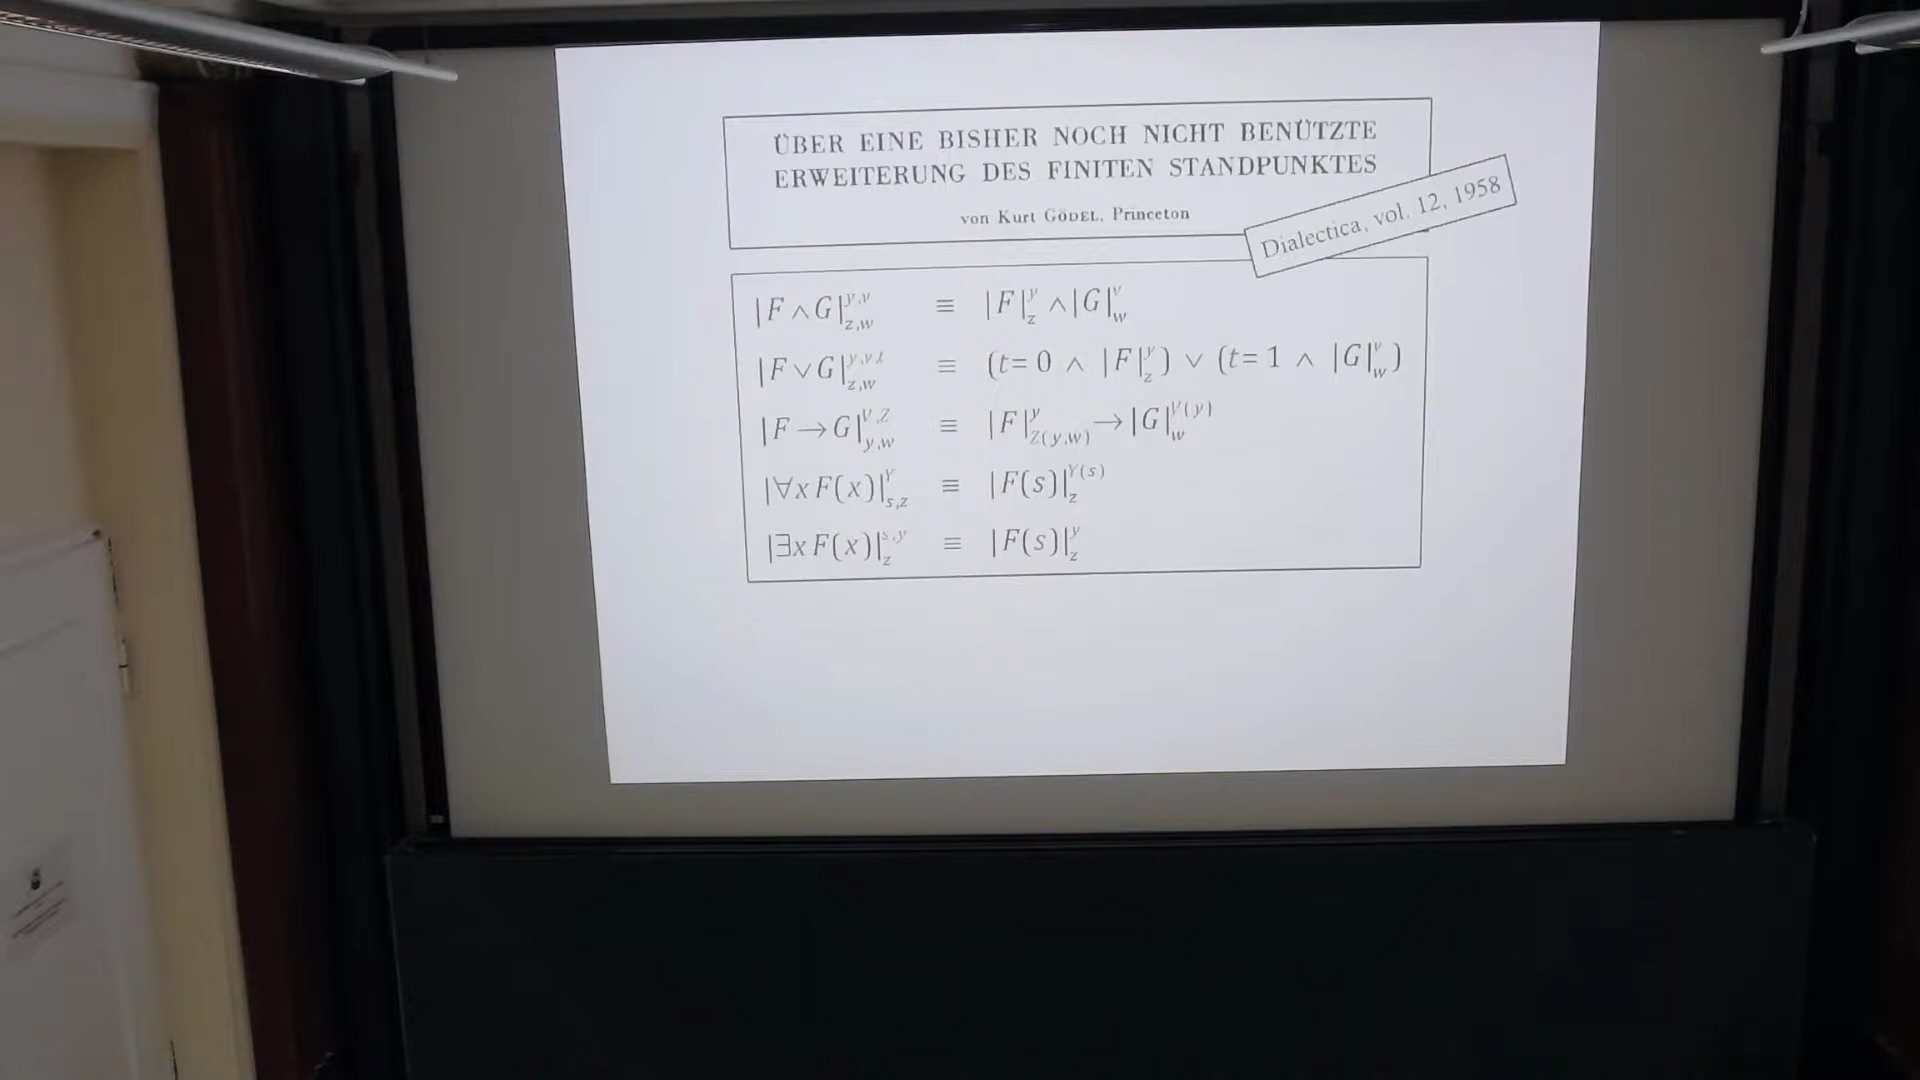 ÜBER EINE BISHER NOCH NICHT BENÜTZTE
ERWEITERUNG DES FINITEN STANDPUNKTES
von Kurt GÖDEL, Princeton
Dialectica, vol. 12, 1958
|F ∧ G|^{y,v}_{z,w} ≡ |F|^y_z ∧ |G|^v_w
|F ∨ G|^{y,v,t}_{z,w} ≡ (t = 0 ∧ |F|^y_z) ∨ (t = 1 ∧ |G|^v_w)
|F → G|^{V,Z}_{y,w} ≡ |F|^y_{Z(y,w)} → |G|^{V(y)}_w
|∀x F(x)|^Y_{s,z} ≡ |F(s)|^{Y(s)}_z
|∃x F(x)|^{s,y}_z ≡ |F(s)|^y_z